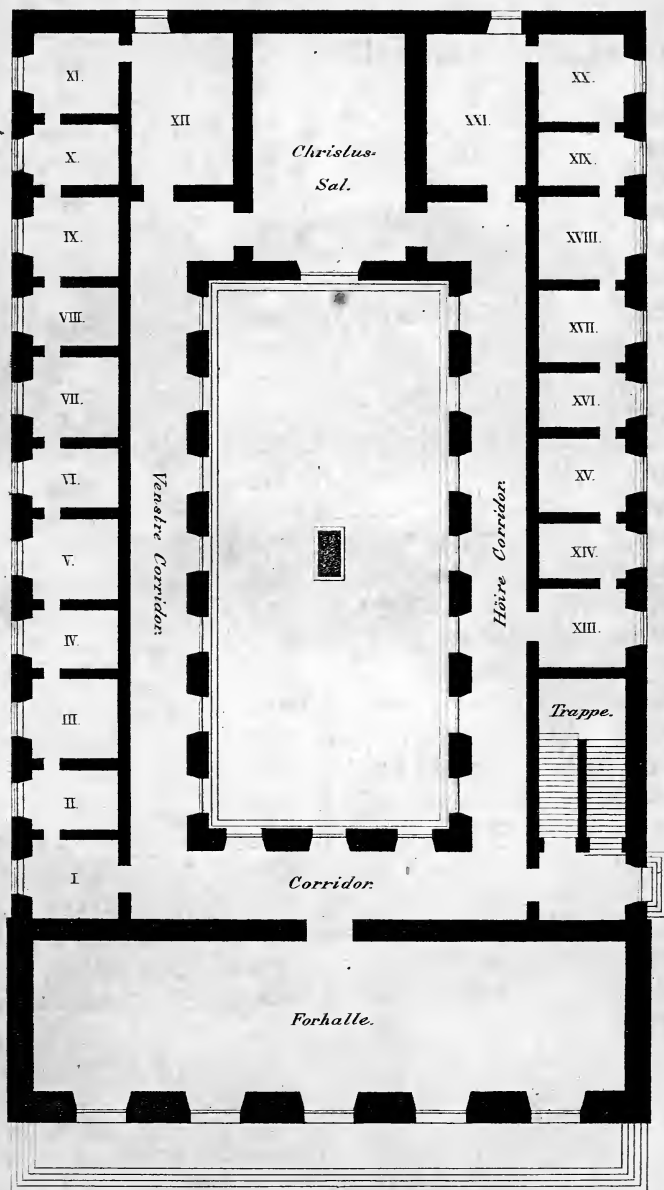 XI.
XII
Christus-
Sal.
XXI.
XX.
X.
XIX.
IX.
XVIII.
VIII.
XVII.
VII.
XVI.
VI.
XV.
Venstre Corridor.
Höire Corridor.
V.
XIV.
IV.
XIII.
III.
Trappe.
II.
I.
Corridor.
Forhalle.